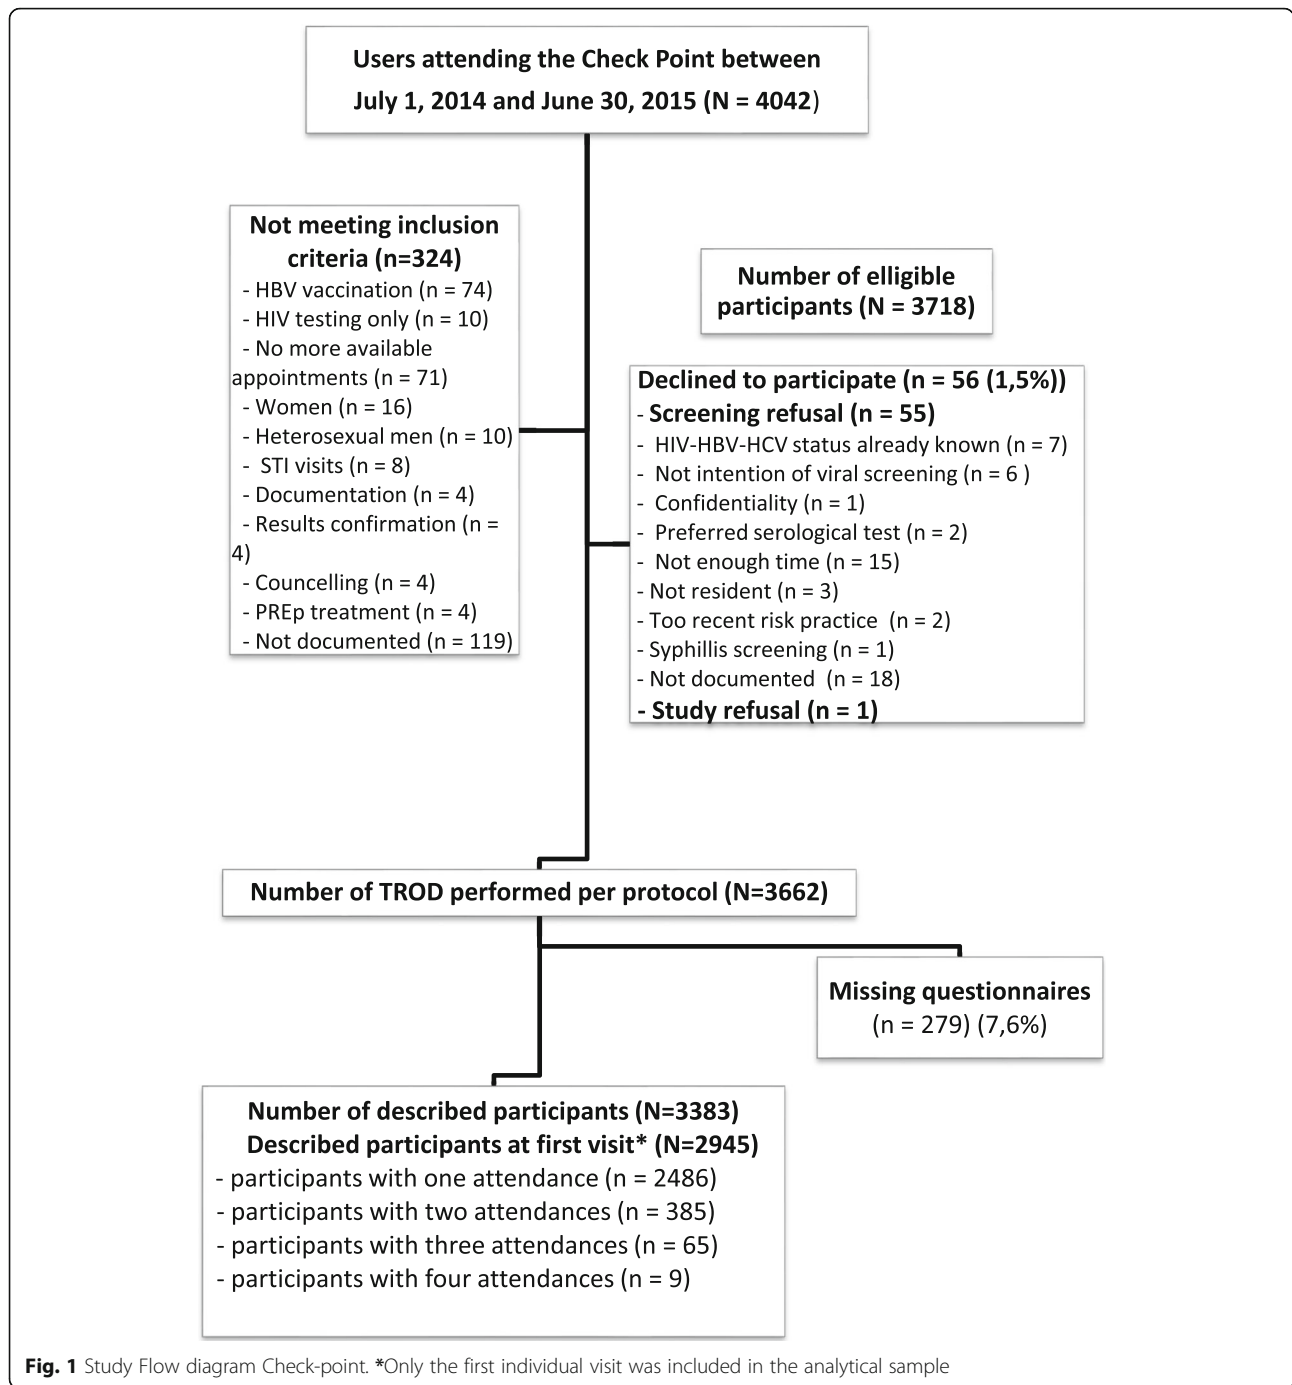 Users attending the Check Point between
July 1, 2014 and June 30, 2015 (N = 4042)
Not meeting inclusion
criteria (n=324)
- HBV vaccination (n = 74)
- HIV testing only (n = 10)
- No more available
appointments (n = 71)
- Women (n = 16)
- Heterosexual men (n = 10)
- STI visits (n = 8)
- Documentation (n = 4)
- Results confirmation (n =
4)
- Councelling (n = 4)
- PREp treatment (n = 4)
- Not documented (n = 119)
Number of elligible
participants (N = 3718)
Declined to participate (n = 56 (1,5%))
- Screening refusal (n = 55)
- HIV-HBV-HCV status already known (n = 7)
- Not intention of viral screening (n = 6 )
- Confidentiality (n = 1)
- Preferred serological test (n = 2)
- Not enough time (n = 15)
- Not resident (n = 3)
- Too recent risk practice (n = 2)
- Syphillis screening (n = 1)
- Not documented (n = 18)
- Study refusal (n = 1)
Number of TROD performed per protocol (N=3662)
Missing questionnaires
(n = 279) (7,6%)
Number of described participants (N=3383)
Described participants at first visit* (N=2945)
- participants with one attendance (n = 2486)
- participants with two attendances (n = 385)
- participants with three attendances (n = 65)
- participants with four attendances (n = 9)
Fig. 1 Study Flow diagram Check-point. *Only the first individual visit was included in the analytical sample